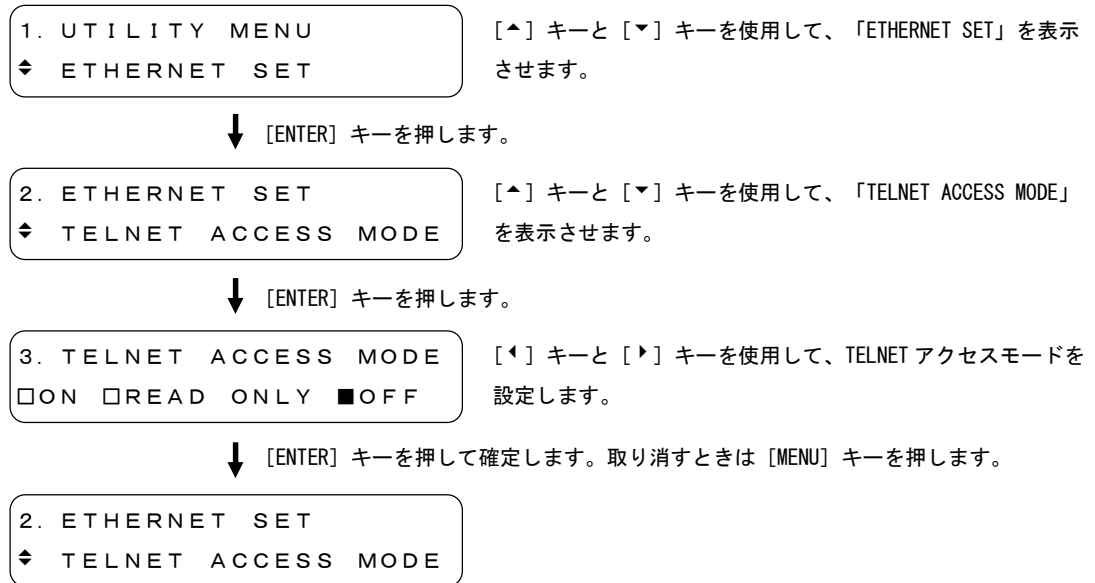 1. UTILITY MENU
ETHERNET SET
[▲] キーと [▼] キーを使用して、「ETHERNET SET」を表示
させます。
[ENTER] キーを押します。
2. ETHERNET SET
TELNET ACCESS MODE
[▲] キーと [▼] キーを使用して、「TELNET ACCESS MODE」
を表示させます。
[ENTER] キーを押します。
3. TELNET ACCESS MODE
□ON □READ ONLY ■OFF
[◀] キーと [▶] キーを使用して、TELNET アクセスモードを
設定します。
[ENTER] キーを押して確定します。取り消すときは [MENU] キーを押します。
2. ETHERNET SET
TELNET ACCESS MODE